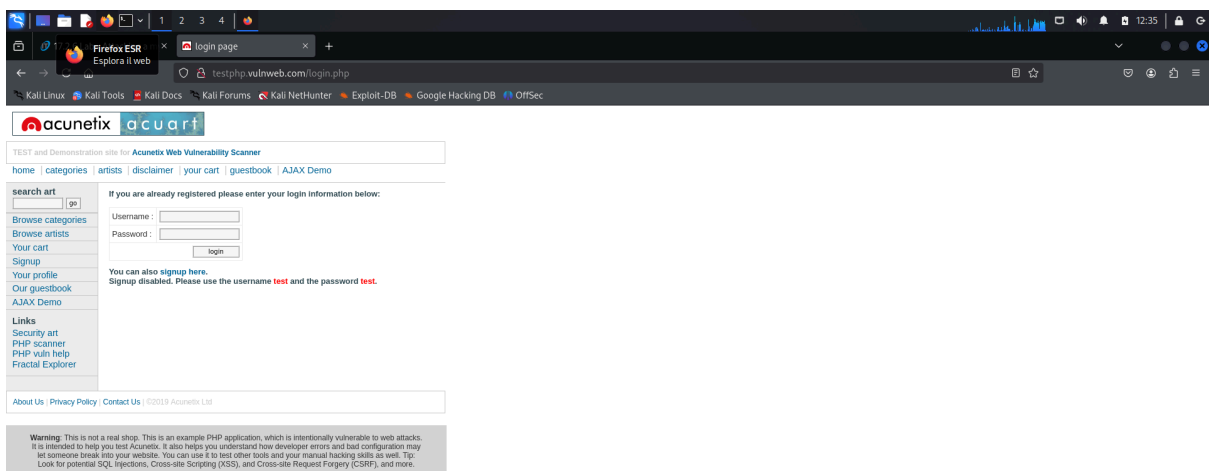 1 2 3 4
12:35
Firefox ESR
Esplora il web
login page
testphp.vulnweb.com/login.php
Kali Linux Kali Tools Kali Docs Kali Forums Kali NetHunter Exploit-DB Google Hacking DB OffSec
acunetix acuart
TEST and Demonstration site for Acunetix Web Vulnerability Scanner
home | categories | artists | disclaimer | your cart | guestbook | AJAX Demo
search art
go
Browse categories
Browse artists
Your cart
Signup
Your profile
Our guestbook
AJAX Demo
Links
Security art
PHP scanner
PHP vuln help
Fractal Explorer
If you are already registered please enter your login information below:
Username :
Password :
login
You can also signup here.
Signup disabled. Please use the username test and the password test.
About Us | Privacy Policy | Contact Us | ©2019 Acunetix Ltd
Warning: This is not a real shop. This is an example PHP application, which is intentionally vulnerable to web attacks.
It is intended to help you test Acunetix. It also helps you understand how developer errors and bad configuration may
let someone break into your website. You can use it to test other tools and your manual hacking skills as well. Tip:
Look for potential SQL Injections, Cross-site Scripting (XSS), and Cross-site Request Forgery (CSRF), and more.